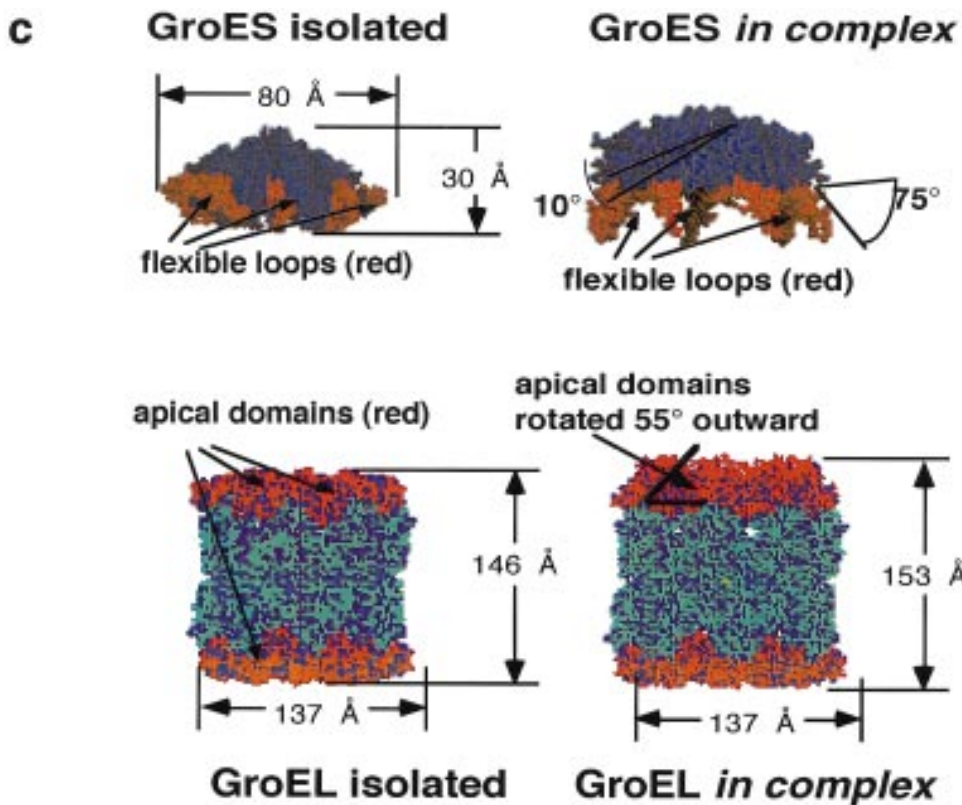 c
GroES isolated
GroES in complex
80 Å
30 Å
10°
75°
flexible loops (red)
flexible loops (red)
apical domains (red)
apical domains
rotated 55° outward
146 Å
153 Å
137 Å
137 Å
GroEL isolated
GroEL in complex